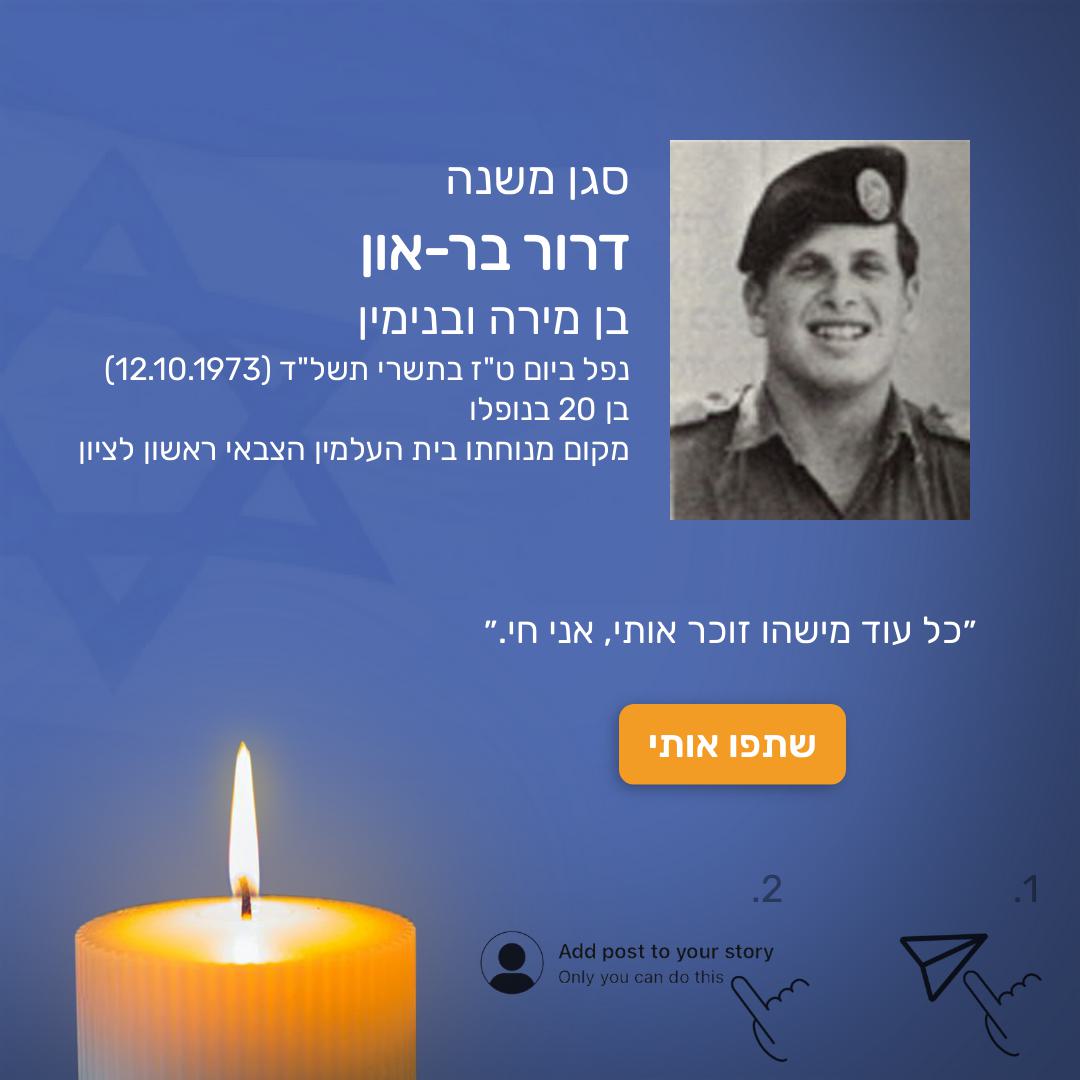 סגן משנה
דרור בר-און
בן מירה ובנימין
נפל ביום ט"ז בתשרי תשל"ד (12.10.1973)
בן 20 בנופלו
מקום מנוחתו בית העלמין הצבאי ראשון לציון
״כל עוד מישהו זוכר אותי, אני חי.״
שתפו אותי
1.
2.
Add post to your story
Only you can do this